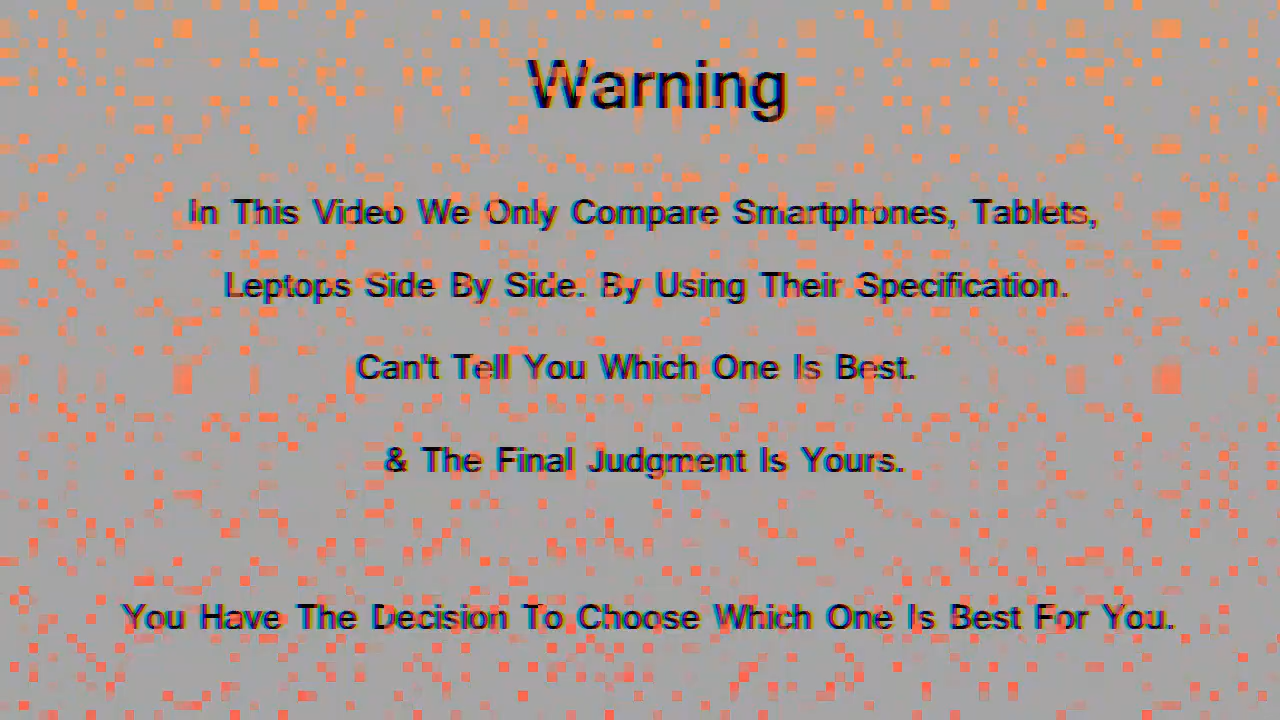 Warning
In This Video We Only Compare Smartphones, Tablets,
Leptops Side By Side. By Using Their Specification.
Can't Tell You Which One Is Best.
& The Final Judgment Is Yours.
You Have The Decision To Choose Which One Is Best For You.